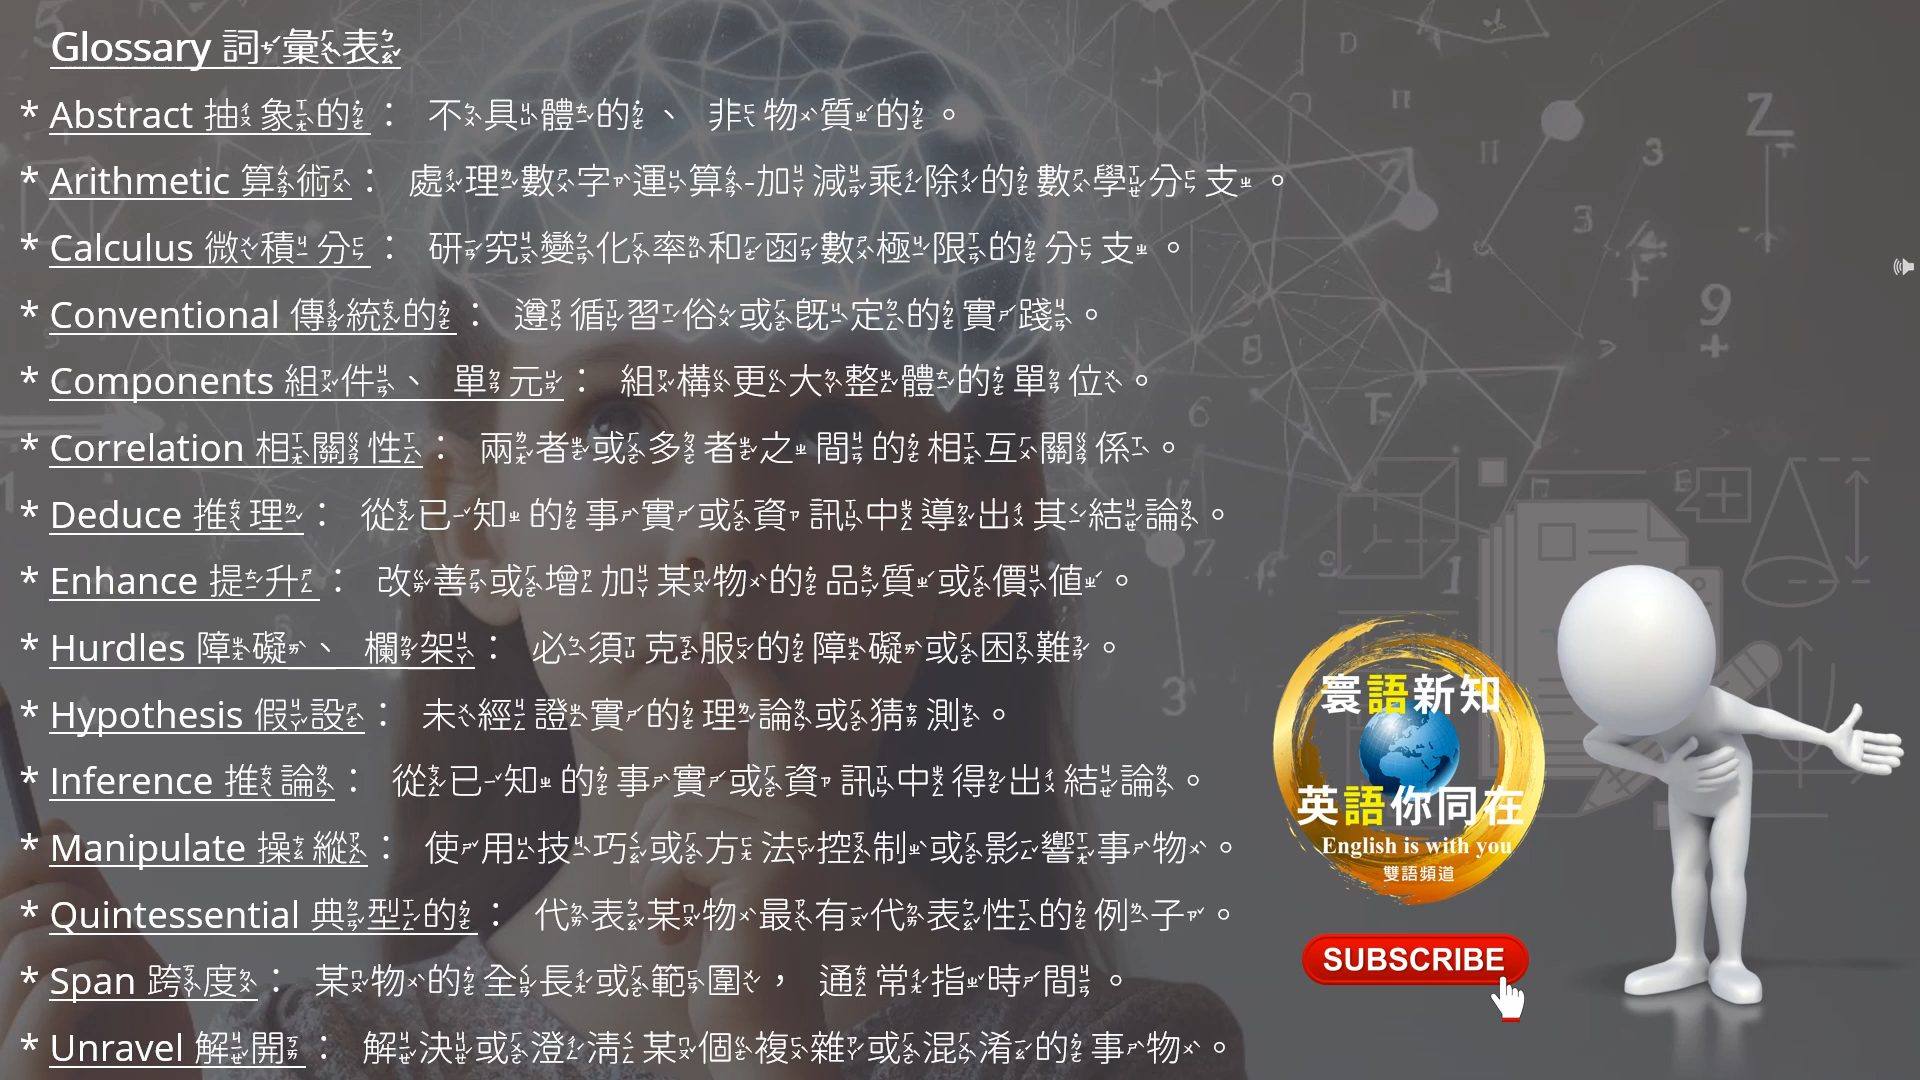 Glossary 詞彙表
* Abstract 抽象的： 不具體的、 非物質的。
* Arithmetic 算術： 處理數字運算-加減乘除的數學分支。
* Calculus 微積分： 研究變化率和函數極限的分支。
* Conventional 傳統的： 遵循習俗或既定的實踐。
* Components 組件、 單元： 組構更大整體的單位。
* Correlation 相關性： 兩者或多者之間的相互關係。
* Deduce 推理： 從已知的事實或資訊中導出其結論。
* Enhance 提升： 改善或增加某物的品質或價值。
* Hurdles 障礙、 欄架： 必須克服的障礙或困難。
* Hypothesis 假設： 未經證實的理論或猜測。
* Inference 推論： 從已知的事實或資訊中得出結論。
* Manipulate 操縱： 使用技巧或方法控制或影響事物。
* Quintessential 典型的： 代表某物最有代表性的例子。
* Span 跨度： 某物的全長或範圍， 通常指時間。
* Unravel 解開： 解決或澄清某個複雜或混淆的事物。
寰語新知
英語你同在
English is with you
雙語頻道
SUBSCRIBE